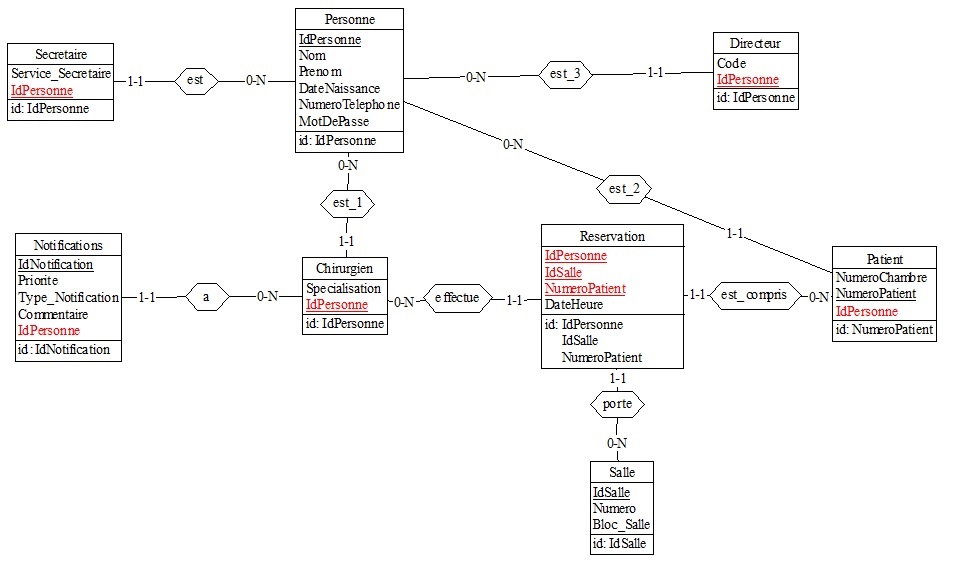 Personne
IdPersonne
Nom
Prenom
DateNaissance
NumeroTelephone
MotDePasse
id: IdPersonne
Secretaire
Service_Secretaire
IdPersonne
id: IdPersonne
1-1
est
0-N
0-N
est_3
1-1
Directeur
Code
IdPersonne
id: IdPersonne
0-N
est_2
1-1
0-N
est_1
1-1
Notifications
IdNotification
Priorite
Type_Notification
Commentaire
IdPersonne
id: IdNotification
1-1
a
0-N
Chirurgien
Specialisation
IdPersonne
id: IdPersonne
0-N
effectue
1-1
Reservation
IdPersonne
IdSalle
NumeroPatient
DateHeure
id: IdPersonne
IdSalle
NumeroPatient
1-1
est_compris
0-N
Patient
NumeroChambre
NumeroPatient
IdPersonne
id: NumeroPatient
1-1
porte
0-N
Salle
IdSalle
Numero
Bloc_Salle
id: IdSalle